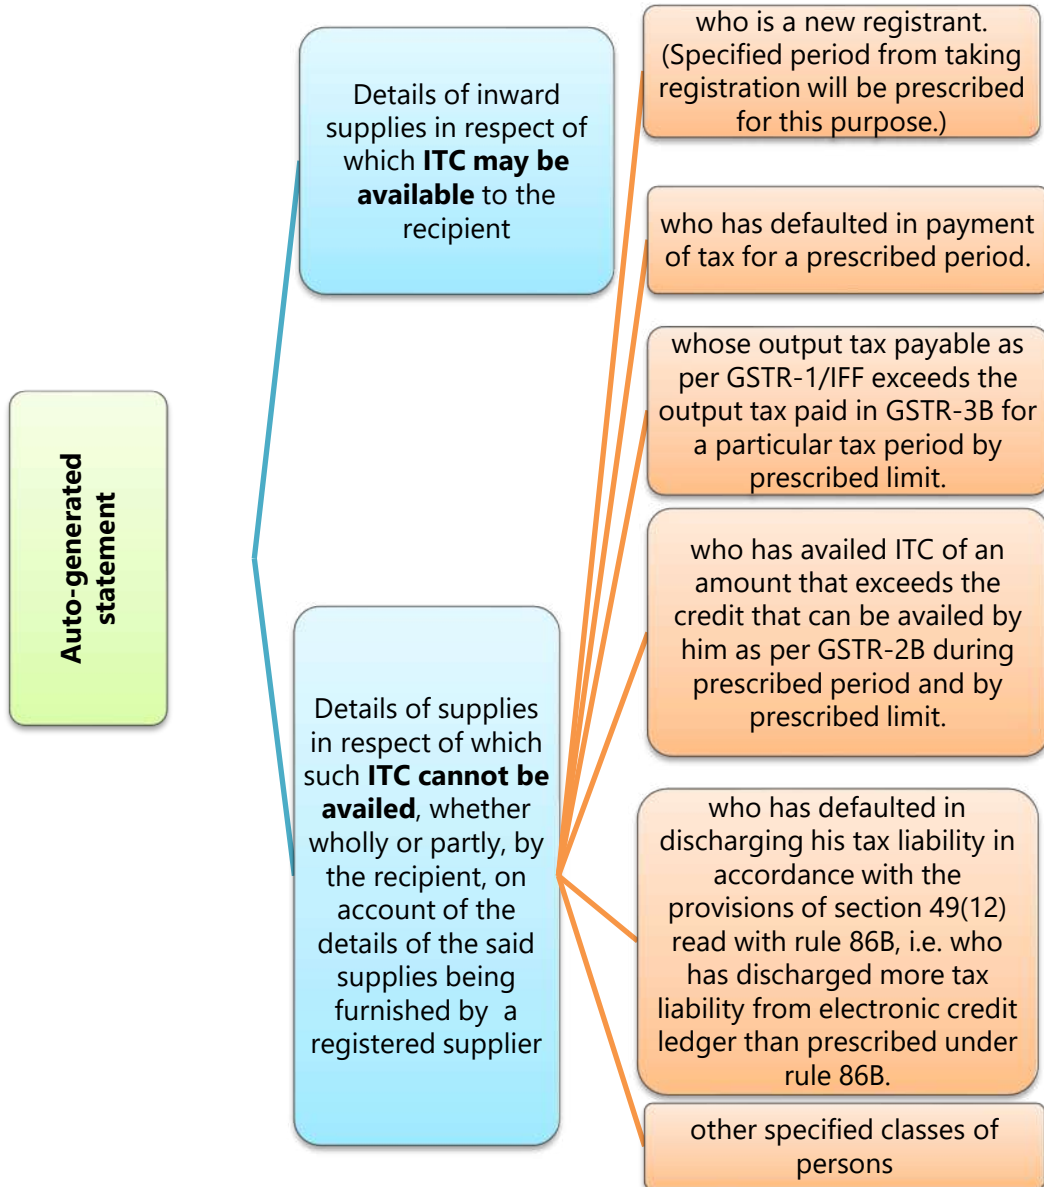 Auto-generated
statement
Details of inward
supplies in respect of
which ITC may be
available to the
recipient
Details of supplies
in respect of which
such ITC cannot be
availed, whether
wholly or partly, by
the recipient, on
account of the
details of the said
supplies being
furnished by a
registered supplier
who is a new registrant.
(Specified period from taking
registration will be prescribed
for this purpose.)
who has defaulted in payment
of tax for a prescribed period.
whose output tax payable as
per GSTR-1/IFF exceeds the
output tax paid in GSTR-3B for
a particular tax period by
prescribed limit.
who has availed ITC of an
amount that exceeds the
credit that can be availed by
him as per GSTR-2B during
prescribed period and by
prescribed limit.
who has defaulted in
discharging his tax liability in
accordance with the
provisions of section 49(12)
read with rule 86B, i.e. who
has discharged more tax
liability from electronic credit
ledger than prescribed under
rule 86B.
other specified classes of
persons